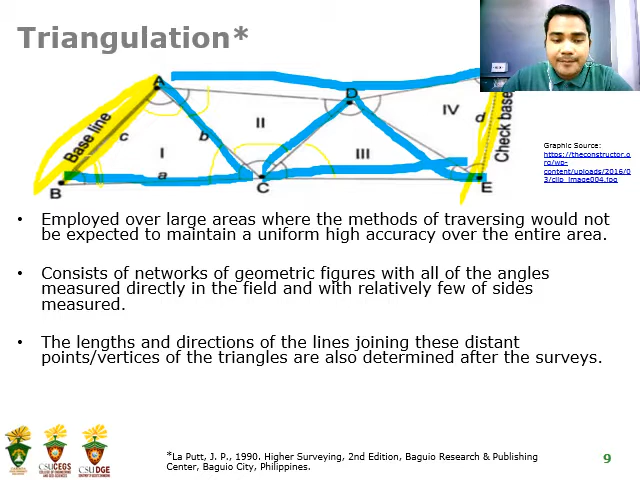 Triangulation*
A
D
Base line
c
b
a
B
C
E
I
II
III
IV
d
Check base
Graphic Source:
https://theconstructor.o
rg/wp-
content/uploads/2016/0
3/clip_image004.jpg
• Employed over large areas where the methods of traversing would not
be expected to maintain a uniform high accuracy over the entire area.
• Consists of networks of geometric figures with all of the angles
measured directly in the field and with relatively few of sides
measured.
• The lengths and directions of the lines joining these distant
points/vertices of the triangles are also determined after the surveys.
CSUCEGS
CSUDGE
*La Putt, J. P., 1990. Higher Surveying, 2nd Edition, Baguio Research & Publishing
Center, Baguio City, Philippines.
9